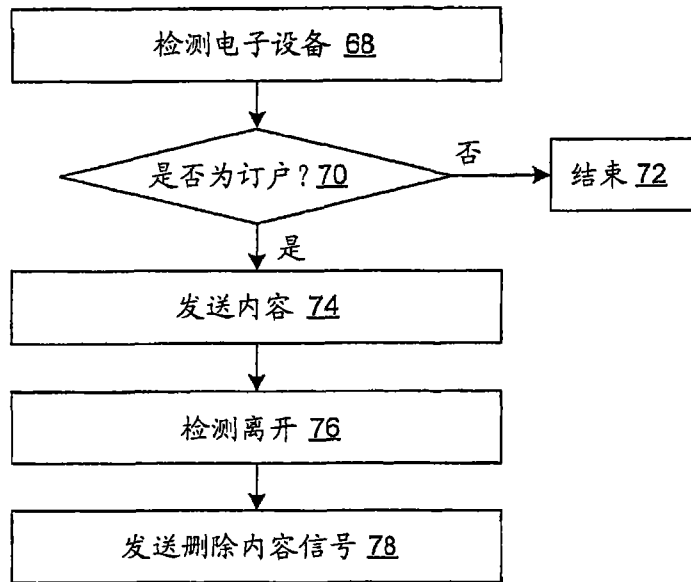 检测电子设备 68
是否为订户? 70
否
结束 72
是
发送内容 74
检测离开 76
发送删除内容信号 78